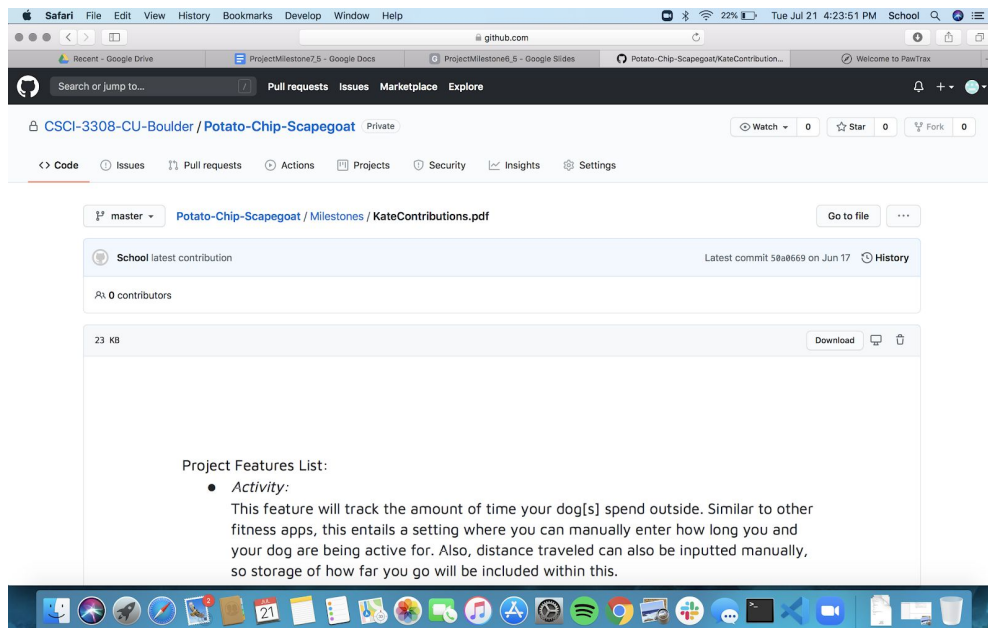 Safari File Edit View History Bookmarks Develop Window Help 22% Tue Jul 21 4:23:51 PM School
github.com
Recent - Google Drive ProjectMilestone7_5 - Google Docs ProjectMilestone6_5 - Google Slides Potato-Chip-Scapegoat/KateContribution... Welcome to PawTrax
Search or jump to... / Pull requests Issues Marketplace Explore
CSCI-3308-CU-Boulder / Potato-Chip-Scapegoat Private Watch 0 Star 0 Fork 0
<> Code Issues Pull requests Actions Projects Security Insights Settings
master Potato-Chip-Scapegoat / Milestones / KateContributions.pdf Go to file ...
School latest contribution Latest commit 50a0669 on Jun 17 History
0 contributors
23 KB Download
Project Features List:
● Activity:
This feature will track the amount of time your dog[s] spend outside. Similar to other
fitness apps, this entails a setting where you can manually enter how long you and
your dog are being active for. Also, distance traveled can also be inputted manually,
so storage of how far you go will be included within this.
2 21